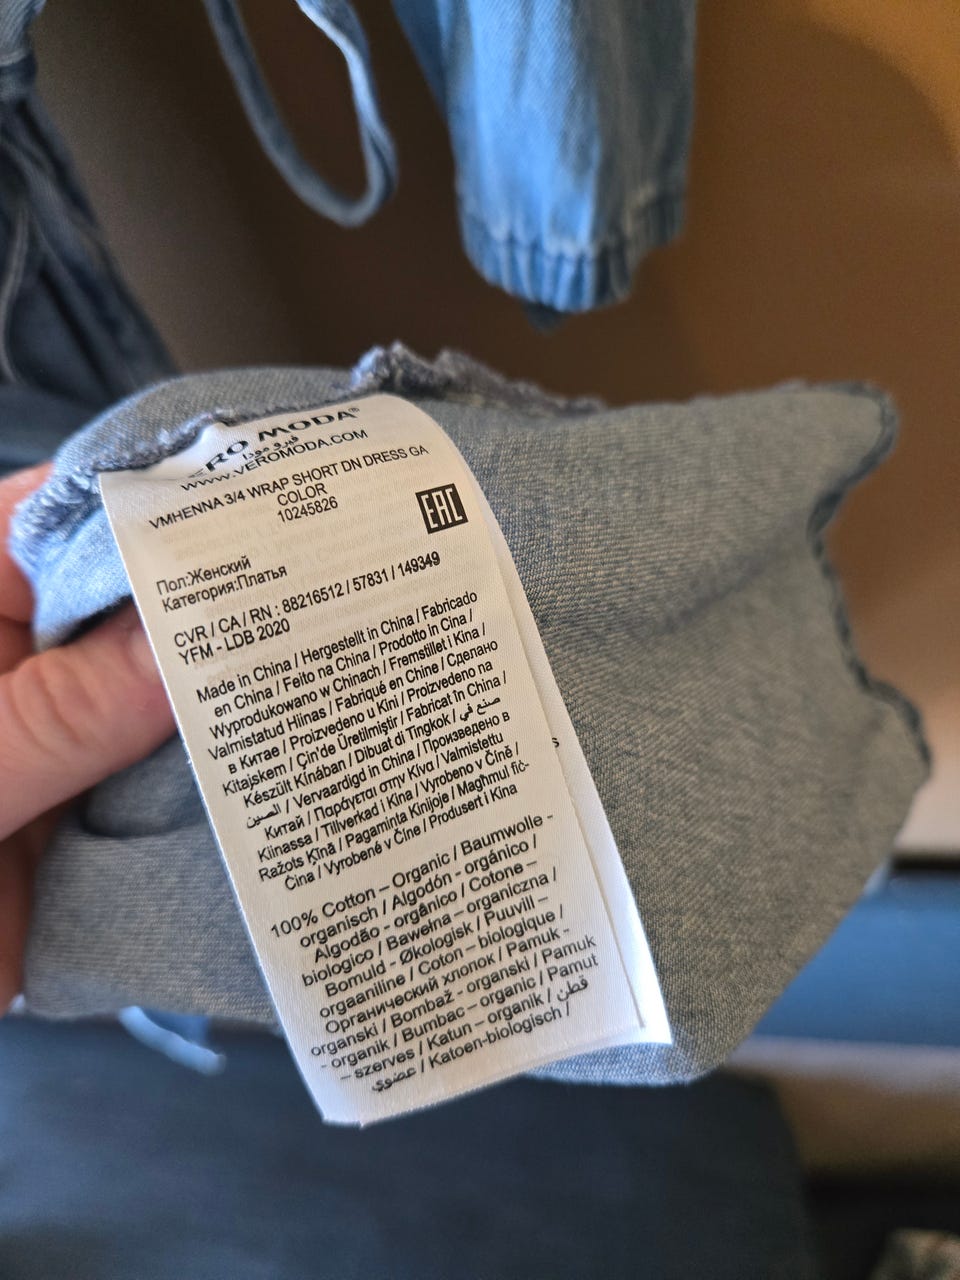 RO MODA®
فيرو مودا
WWW.VEROMODA.COM
VMHENNA 3/4 WRAP SHORT DN DRESS GA
COLOR
10245826
EAC
Пол:Женский
Категория:Платья
CVR / CA / RN : 88216512 / 57831 / 149349
YFM - LDB 2020
Made in China / Hergestellt in China / Fabricado
en China / Feito na China / Prodotto in Cina /
Wyprodukowano w Chinach / Fremstillet i Kina /
Valmistatud Hiinas / Fabriqué en Chine / Сделано
в Китае / Proizvedeno u Kini / Proizvedeno na
Kitajskem / Çin'de Üretilmiştir / Fabricat în China /
Készült Kínában / Dibuat di Tingkok / صنع في
الصين / Vervaardigd in China / Произведено в
Китай / Παράγεται στην Κίνα / Valmistettu
Kiinassa / Tillverkad i Kina / Vyrobeno v Číně /
Ražots Ķīnā / Pagaminta Kinijoje / Magħmul fiċ-
Ċina / Vyrobené v Číne / Produsert i Kina
100% Cotton – Organic / Baumwolle -
organisch / Algodón - orgánico /
Algodão - orgânico / Cotone –
biologico / Bawełna – organiczna /
Bomuld - Økologisk / Puuvill –
orgaaniline / Coton – biologique /
Органический хлопок / Pamuk -
organski / Bombaž - organski / Pamuk
- organik / Bumbac – organic / Pamut
– szerves / Katun – organik / قطن
عضوي / Katoen-biologisch /
s